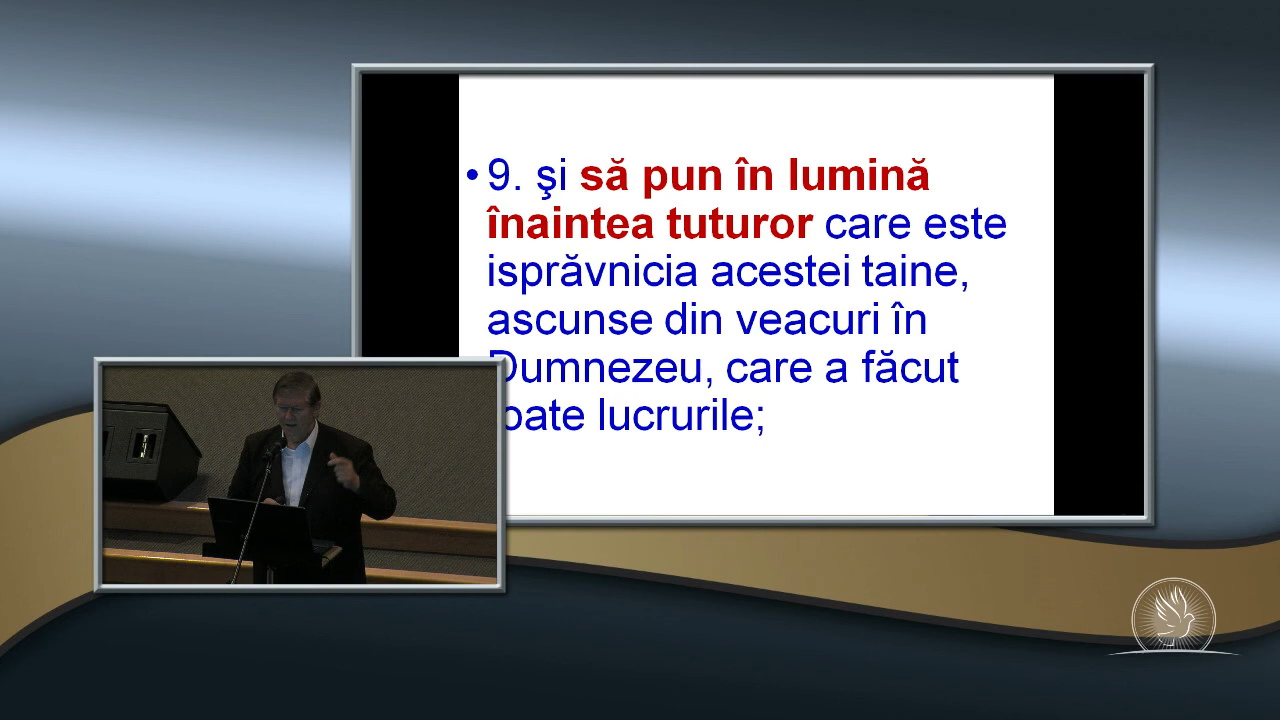 • 9. şi să pun în lumină
înaintea tuturor care este
isprăvnicia acestei taine,
ascunse din veacuri în
Dumnezeu, care a făcut
lucrurile;